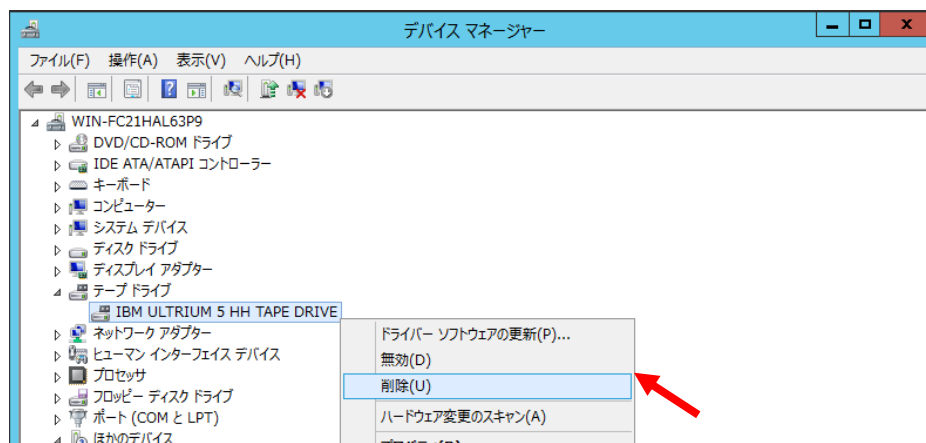 デバイス マネージャー
ファイル(F) 操作(A) 表示(V) ヘルプ(H)
WIN-FC21HAL63P9
DVD/CD-ROM ドライブ
IDE ATA/ATAPI コントローラー
キーボード
コンピューター
システム デバイス
ディスク ドライブ
ディスプレイ アダプター
テープ ドライブ
IBM ULTRIUM 5 HH TAPE DRIVE
ネットワーク アダプター
ヒューマン インターフェイス デバイス
プロセッサ
フロッピー ディスク ドライブ
ポート (COM と LPT)
ほかのデバイス
ドライバー ソフトウェアの更新(P)...
無効(D)
削除(U)
ハードウェア変更のスキャン(A)